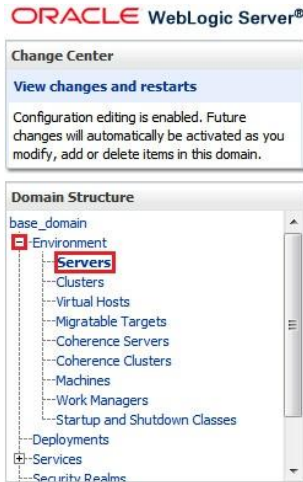 ORACLE WebLogic Server®
Change Center
View changes and restarts
Configuration editing is enabled. Future
changes will automatically be activated as you
modify, add or delete items in this domain.
Domain Structure
base_domain
Environment
Servers
Clusters
Virtual Hosts
Migratable Targets
Coherence Servers
Coherence Clusters
Machines
Work Managers
Startup and Shutdown Classes
Deployments
Services
Security Realms